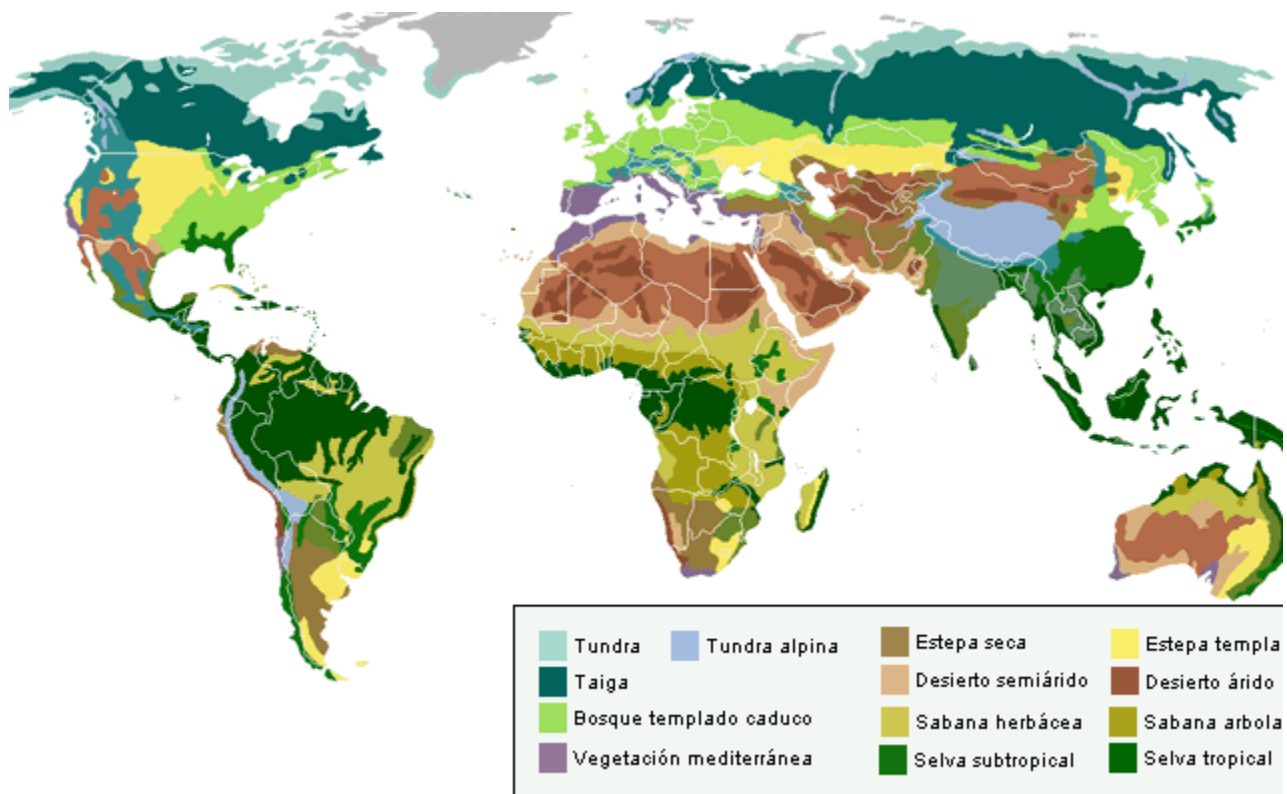 Tundra
Tundra alpina
Estepa seca
Estepa templa
Taiga
Desierto semiárido
Desierto árido
Bosque templado caduco
Sabana herbácea
Sabana arbola
Vegetación mediterránea
Selva subtropical
Selva tropical